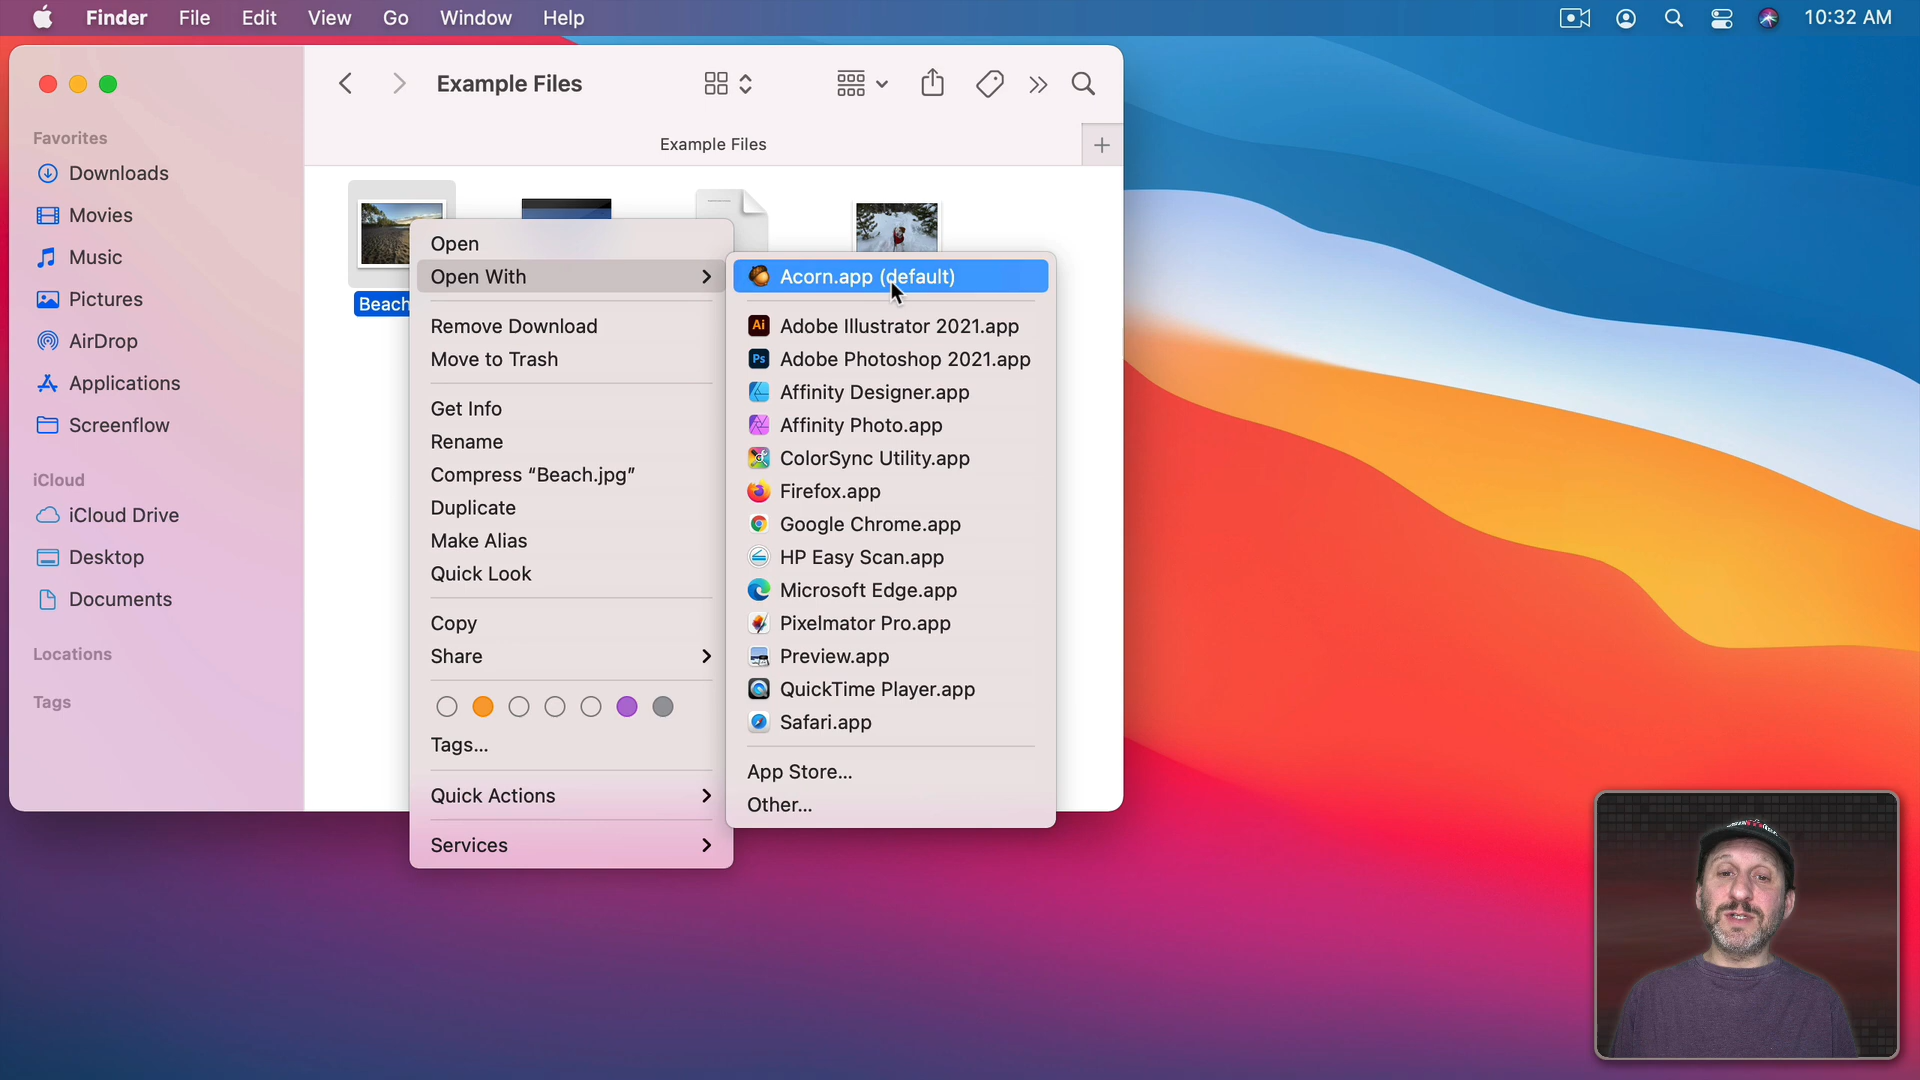 Finder File Edit View Go Window Help 10:32 AM
Example Files
Example Files
Favorites
Downloads
Movies
Music
Pictures
AirDrop
Applications
Screenflow
iCloud
iCloud Drive
Desktop
Documents
Locations
Tags
Beach
Open
Open With
Remove Download
Move to Trash
Get Info
Rename
Compress “Beach.jpg”
Duplicate
Make Alias
Quick Look
Copy
Share
Tags...
Quick Actions
Services
Acorn.app (default)
Ai Adobe Illustrator 2021.app
Ps Adobe Photoshop 2021.app
Affinity Designer.app
Affinity Photo.app
ColorSync Utility.app
Firefox.app
Google Chrome.app
HP Easy Scan.app
Microsoft Edge.app
Pixelmator Pro.app
Preview.app
QuickTime Player.app
Safari.app
App Store...
Other...